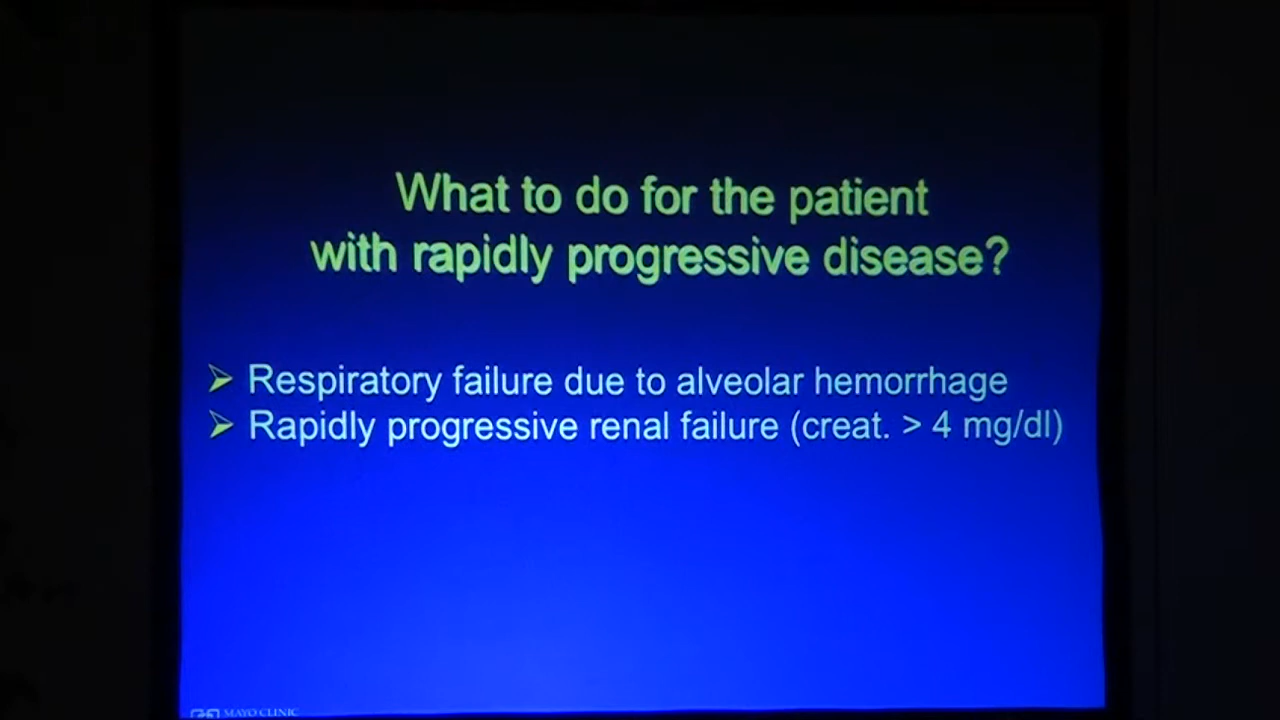 What to do for the patient
with rapidly progressive disease?
Respiratory failure due to alveolar hemorrhage
Rapidly progressive renal failure (creat. > 4 mg/dl)
MAYO CLINIC